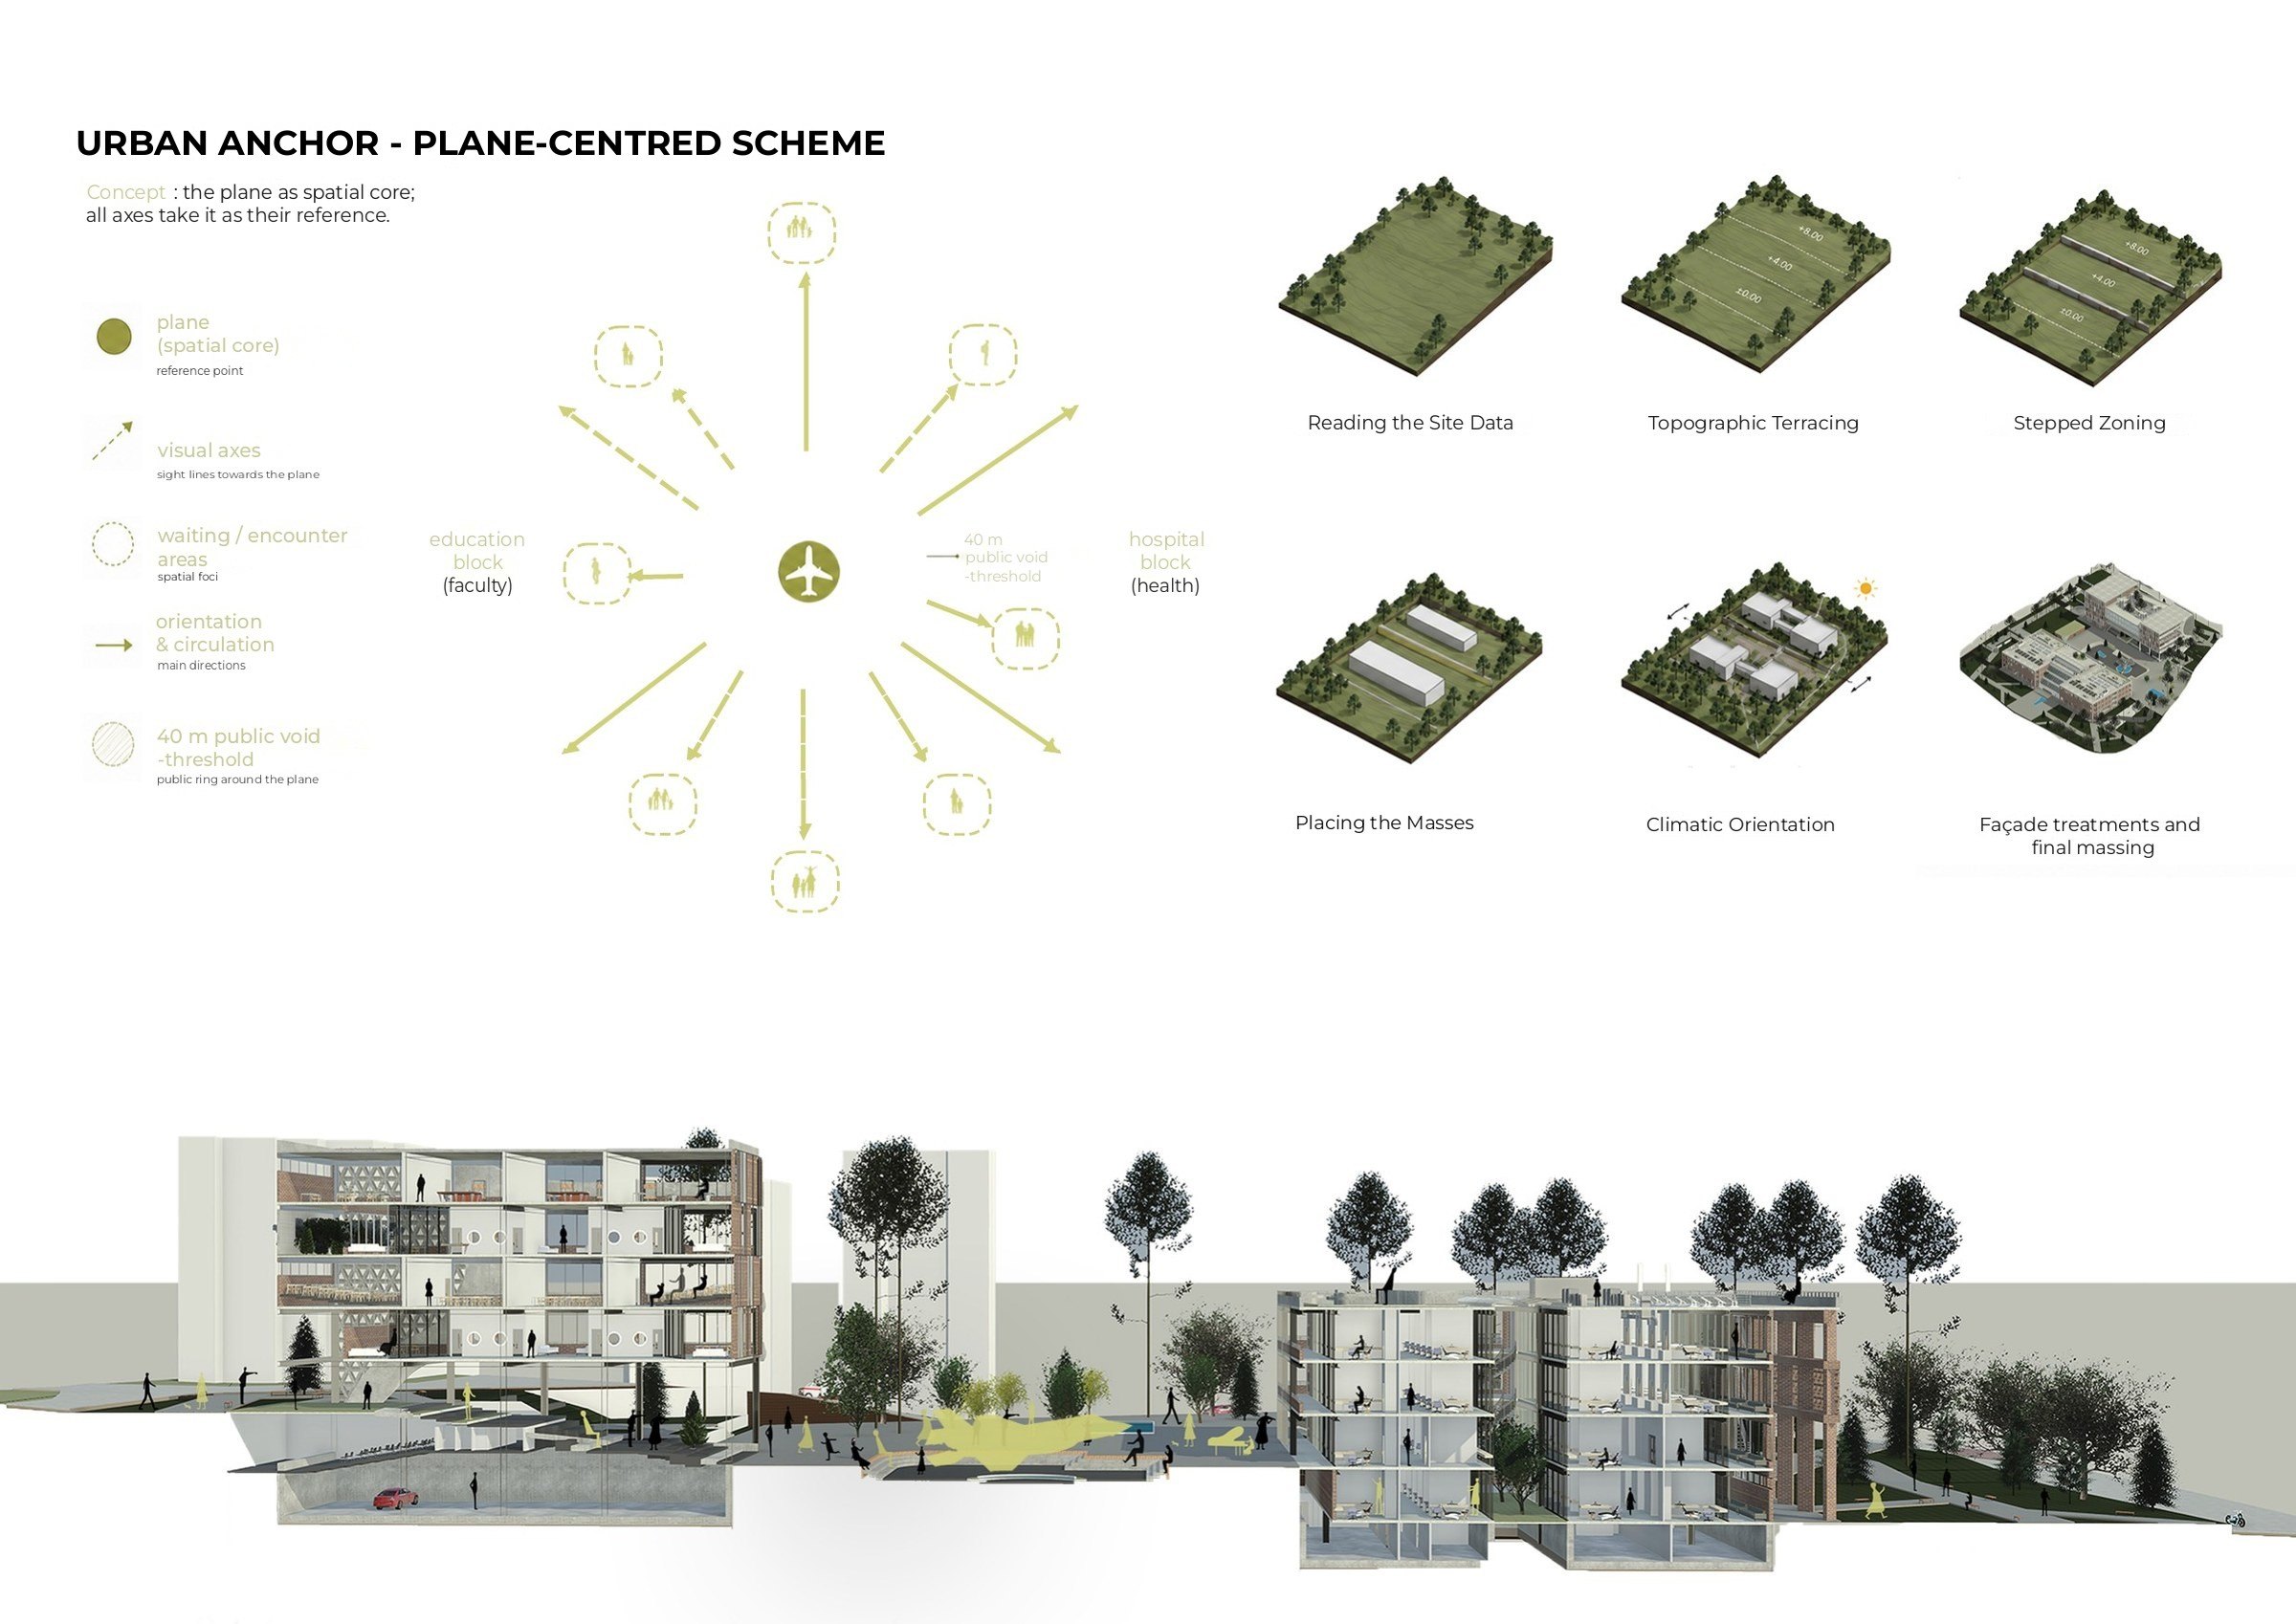 URBAN ANCHOR - PLANE-CENTRED SCHEME
Concept : the plane as spatial core;
all axes take it as their reference.
plane
(spatial core)
reference point
visual axes
sight lines towards the plane
waiting / encounter
areas
spatial foci
orientation
& circulation
main directions
40 m public void
-threshold
public ring around the plane
education
block
(faculty)
40 m
public void
-threshold
hospital
block
(health)
Reading the Site Data
+8.00
+4.00
±0.00
Topographic Terracing
+8.00
+4.00
±0.00
Stepped Zoning
Placing the Masses
Climatic Orientation
Façade treatments and
final massing